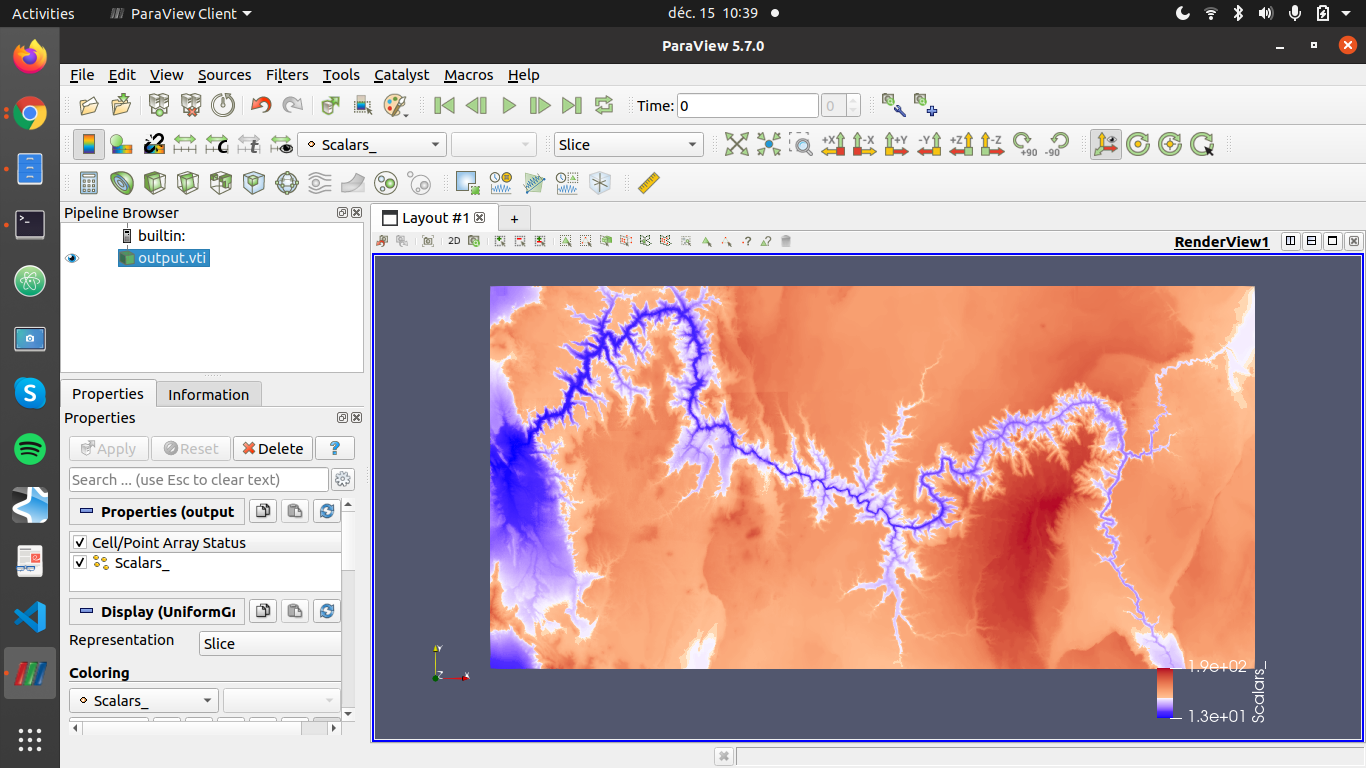 Activities ParaView Client déc. 15 10:39
ParaView 5.7.0
File Edit View Sources Filters Tools Catalyst Macros Help
Time: 0 0
Scalars_ Slice +X -X +Y -Y +Z -Z +90 -90
Pipeline Browser
builtin:
output.vti
Layout #1 +
2D RenderView1
Properties Information
Properties
Apply Reset Delete ?
Search ... (use Esc to clear text)
Properties (output
Cell/Point Array Status
Scalars_
Display (UniformGr
Representation Slice
Coloring
Scalars_
Y
Z X
1.9e+02
1.3e+01
Scalars_